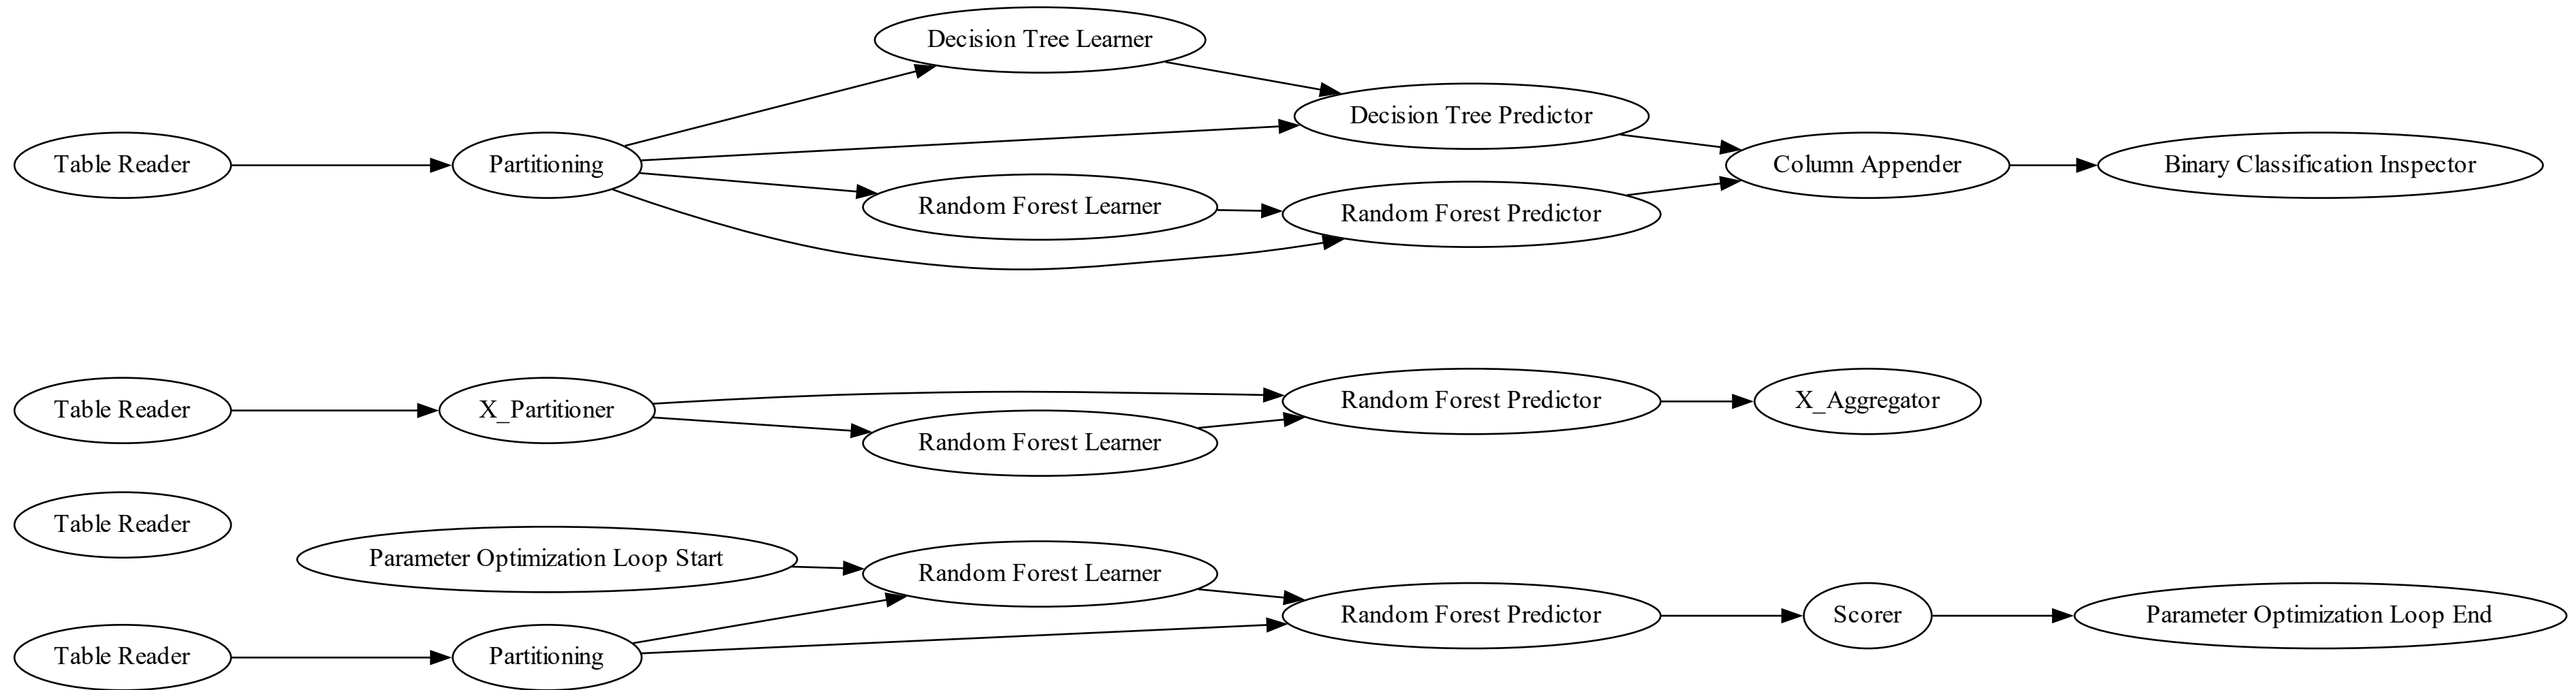 Decision Tree Learner
Decision Tree Predictor
Table Reader
Partitioning
Column Appender
Binary Classification Inspector
Random Forest Learner
Random Forest Predictor
Table Reader
X_Partitioner
Random Forest Predictor
X_Aggregator
Random Forest Learner
Table Reader
Parameter Optimization Loop Start
Random Forest Learner
Random Forest Predictor
Scorer
Parameter Optimization Loop End
Table Reader
Partitioning